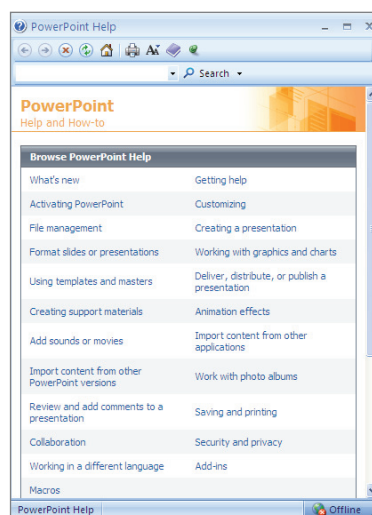 PowerPoint Help
Search
PowerPoint
Help and How-to
Browse PowerPoint Help
What's new
Getting help
Activating PowerPoint
Customizing
File management
Creating a presentation
Format slides or presentations
Working with graphics and charts
Using templates and masters
Deliver, distribute, or publish a
presentation
Creating support materials
Animation effects
Add sounds or movies
Import content from other
applications
Import content from other
PowerPoint versions
Work with photo albums
Review and add comments to a
presentation
Saving and printing
Collaboration
Security and privacy
Working in a different language
Add-ins
Macros
PowerPoint Help
Offline